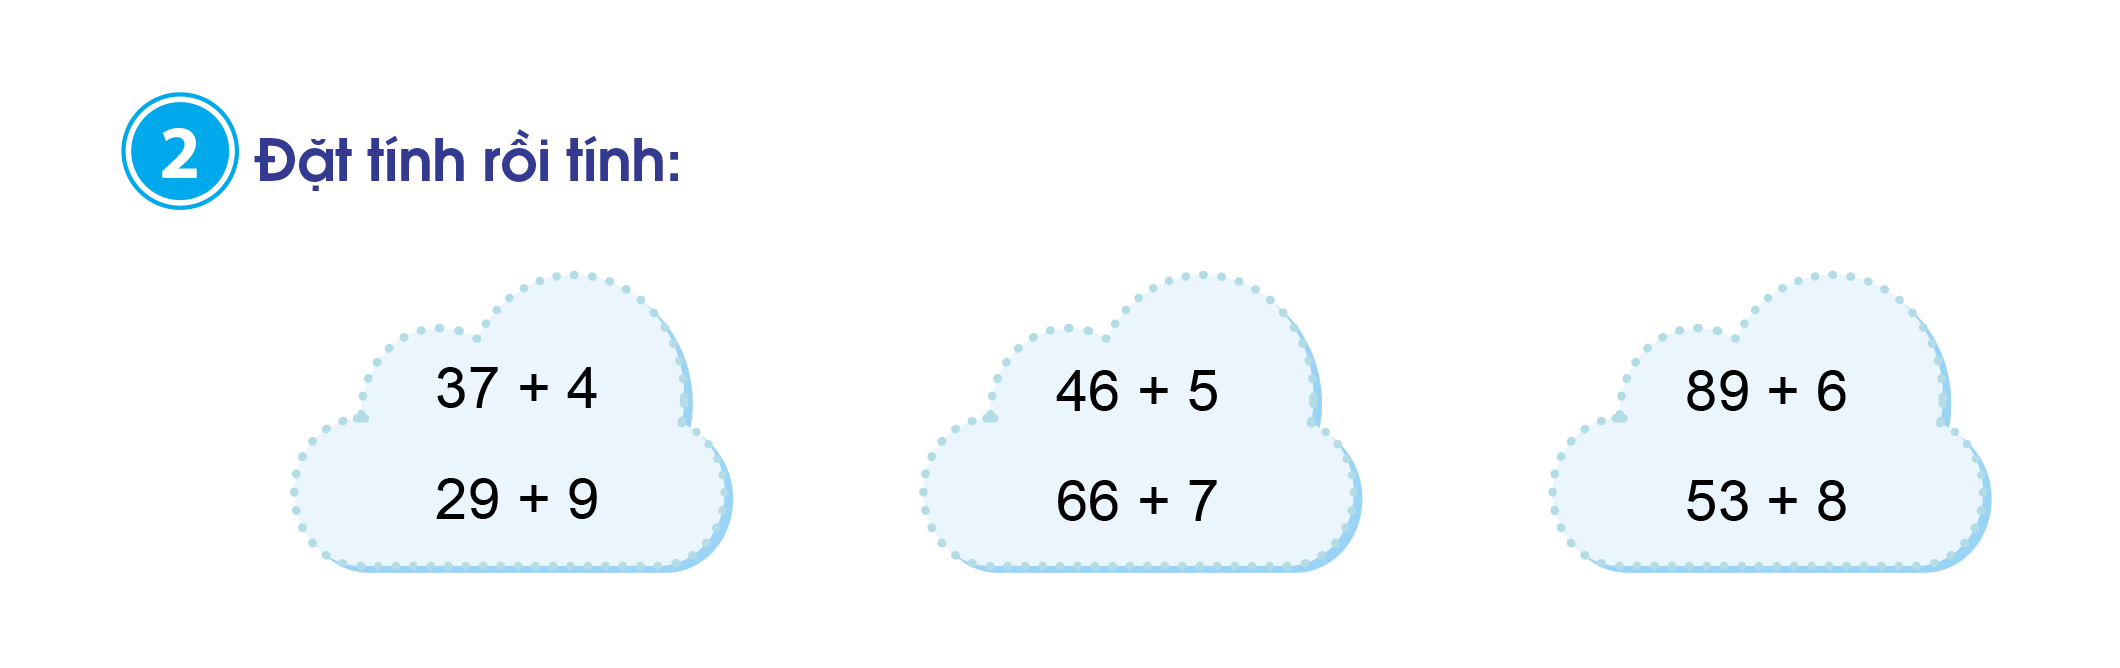 2 Đặt tính rồi tính:
37 + 4
29 + 9
46 + 5
66 + 7
89 + 6
53 + 8